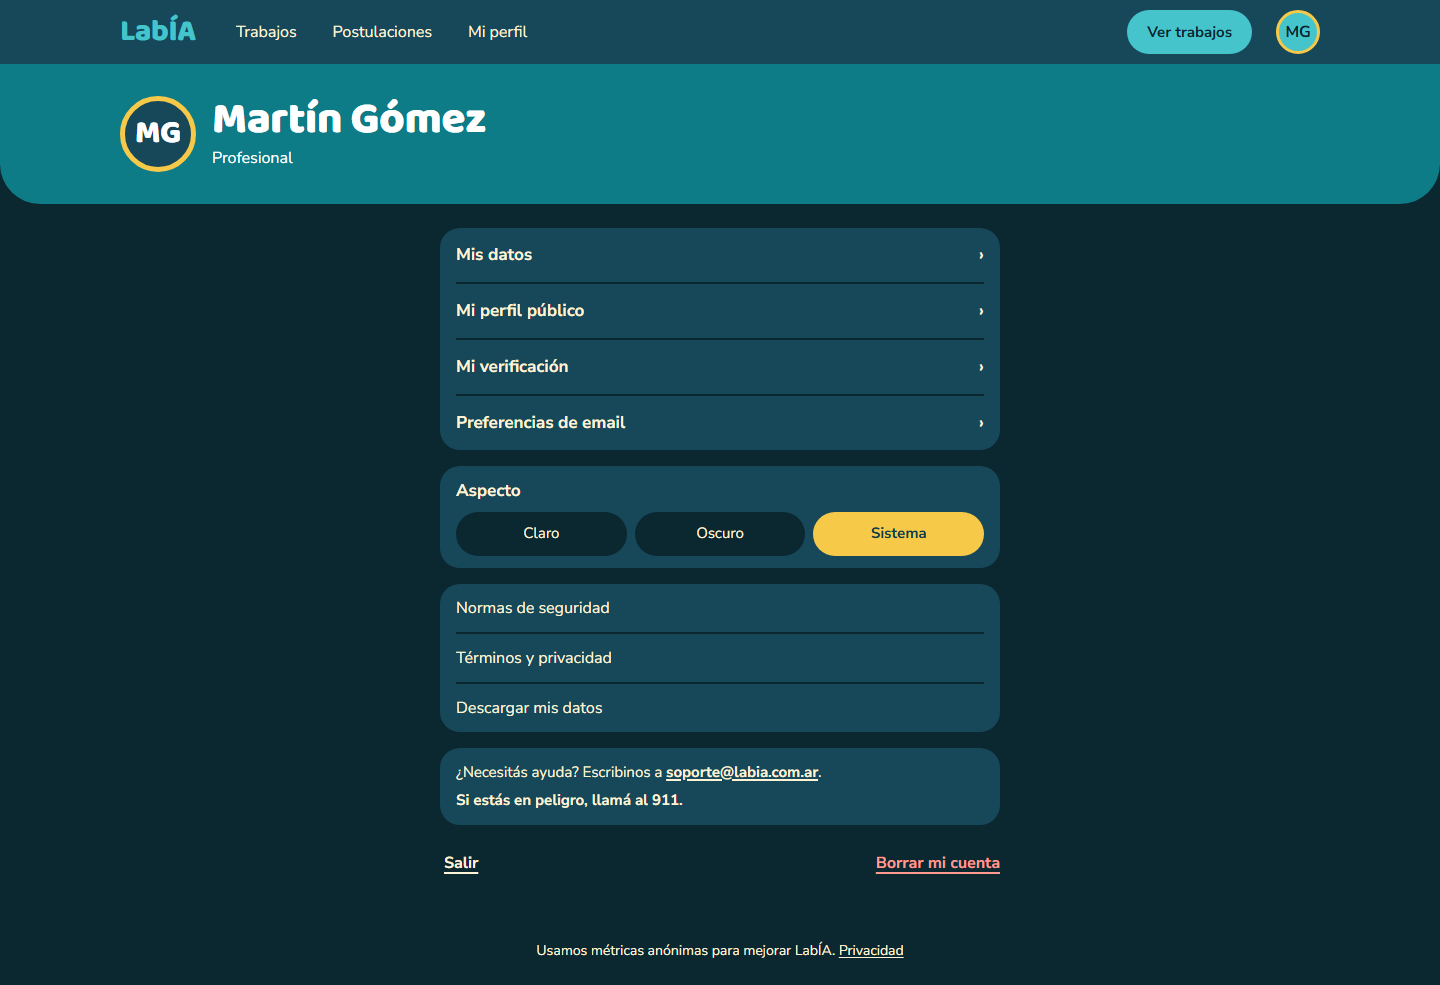 LabÍA
Trabajos
Postulaciones
Mi perfil
Ver trabajos
MG
MG
Martín Gómez
Profesional
Mis datos ›
Mi perfil público ›
Mi verificación ›
Preferencias de email ›
Aspecto
Claro
Oscuro
Sistema
Normas de seguridad
Términos y privacidad
Descargar mis datos
¿Necesitás ayuda? Escribinos a soporte@labia.com.ar.
Si estás en peligro, llamá al 911.
Salir
Borrar mi cuenta
Usamos métricas anónimas para mejorar LabÍA. Privacidad